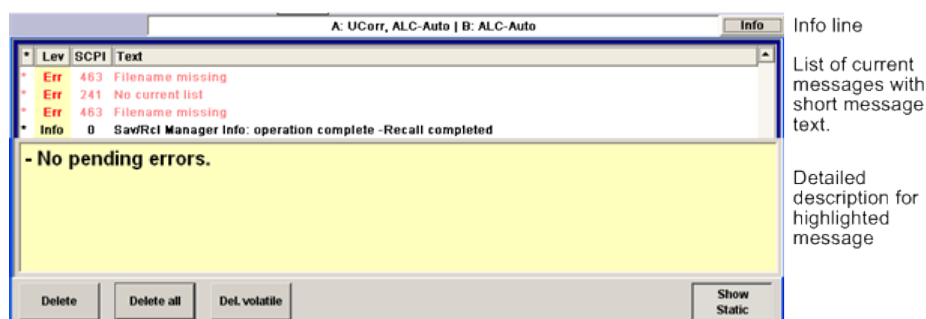 A: UCorr, ALC-Auto | B: ALC-Auto
Info
Info line
* Lev SCPI Text
* Err 463 Filename missing
* Err 241 No current list
* Err 463 Filename missing
* Info 0 Sav/Rcl Manager Info: operation complete -Recall completed
List of current
messages with
short message
text.
- No pending errors.
Detailed
description for
highlighted
message
Delete
Delete all
Del. volatile
Show
Static